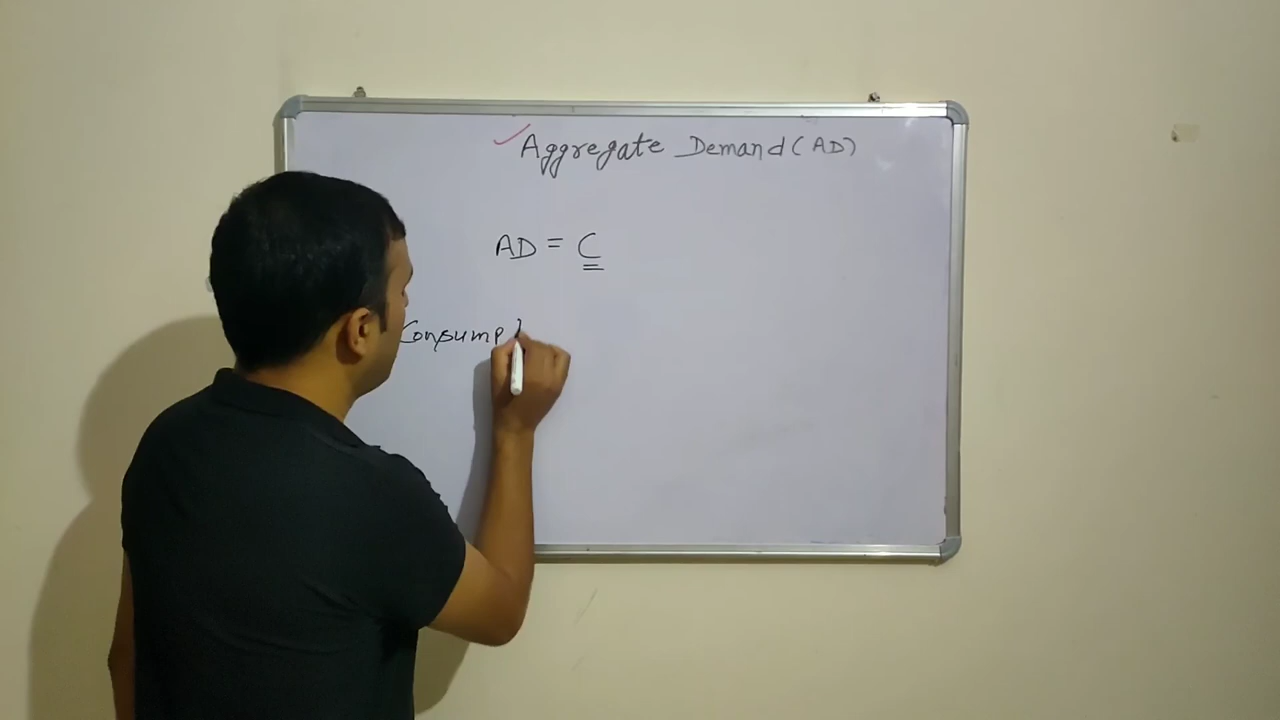 Aggregate Demand (AD)
AD = C
Consump